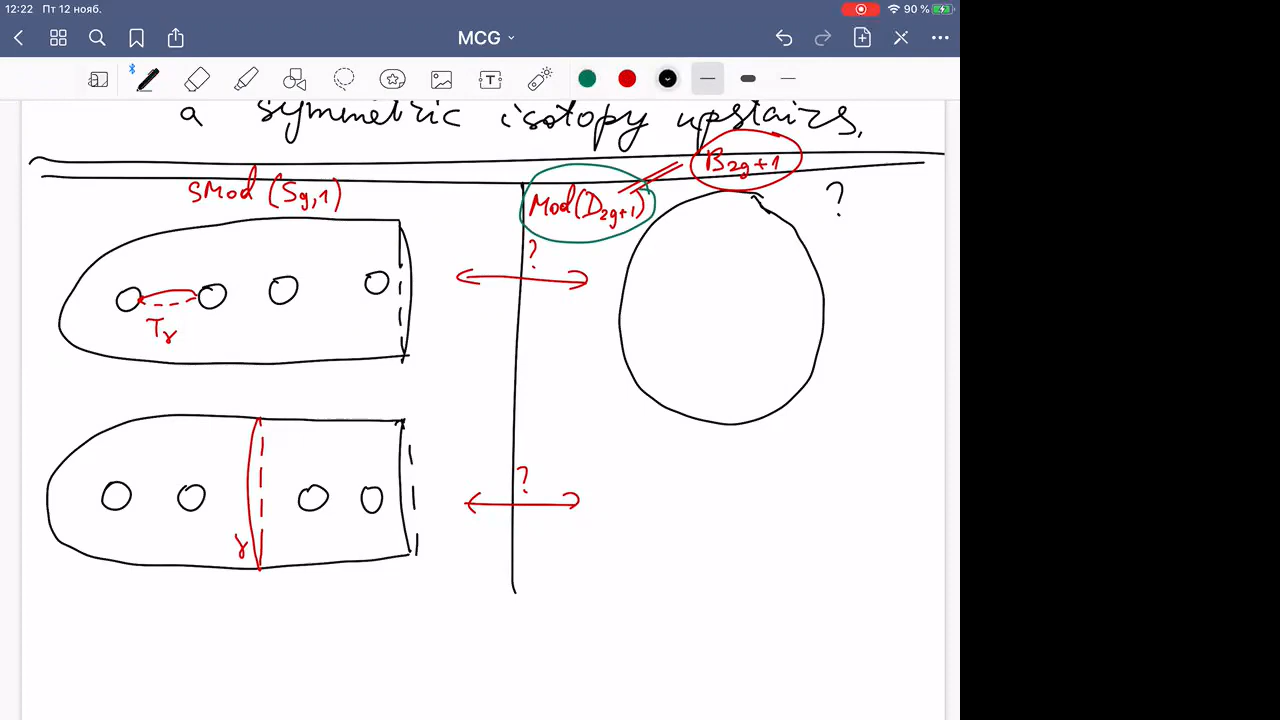 12:22 Пт 12 нояб. 90 %
MCG
a symmetric isotopy upstairs.
SMod (Sg,1) Mod(D2g+1) B2g+1 ?
?
Tγ
?
γ